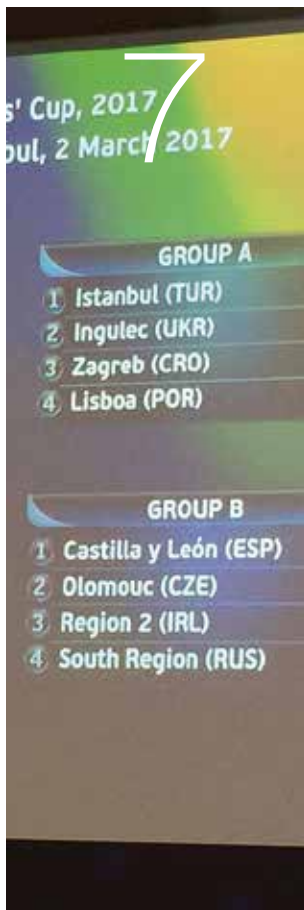 7
s' Cup, 2017
bul, 2 March 2017
GROUP A
1 Istanbul (TUR)
2 Ingulec (UKR)
3 Zagreb (CRO)
4 Lisboa (POR)
GROUP B
1 Castilla y León (ESP)
2 Olomouc (CZE)
3 Region 2 (IRL)
4 South Region (RUS)